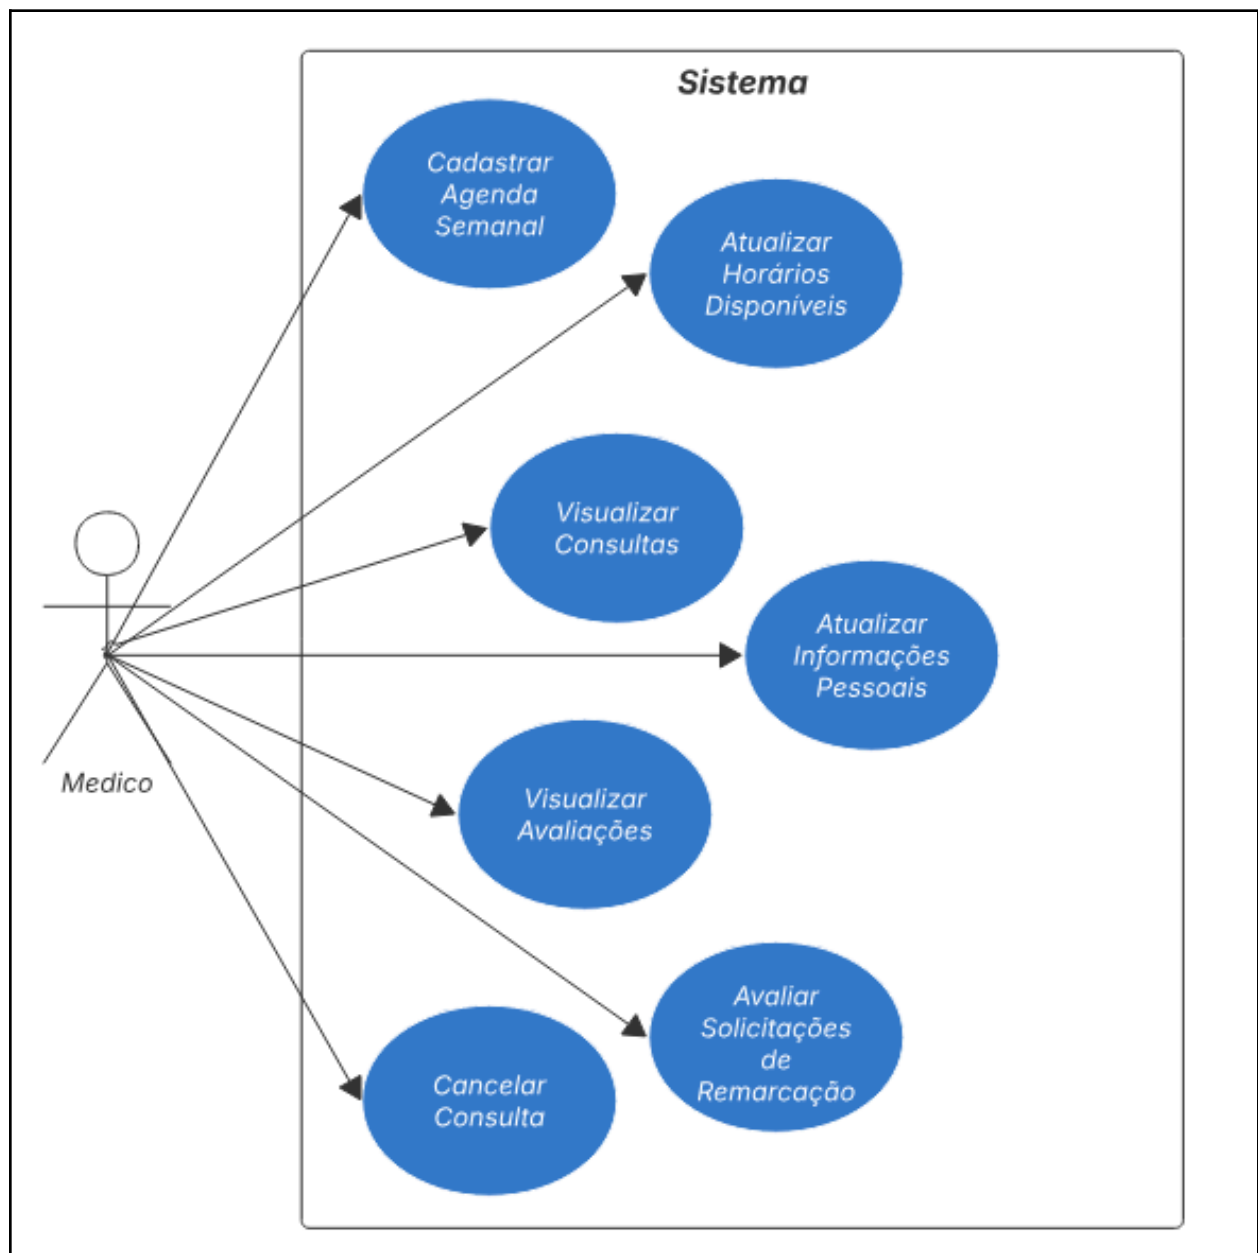 Sistema
Cadastrar
Agenda
Semanal
Atualizar
Horários
Disponíveis
Visualizar
Consultas
Atualizar
Informações
Pessoais
Medico
Visualizar
Avaliações
Avaliar
Solicitações
de
Remarcação
Cancelar
Consulta